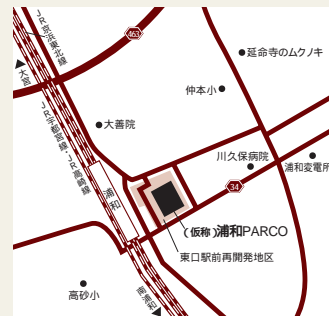 JR京浜東北線
463
延命寺のムクノキ
大宮
仲本小
大善院
JR宇都宮線・JR高崎線
川久保病院
浦和変電所
浦和
34
(仮称)浦和PARCO
東口駅前再開発地区
高砂小
南浦和